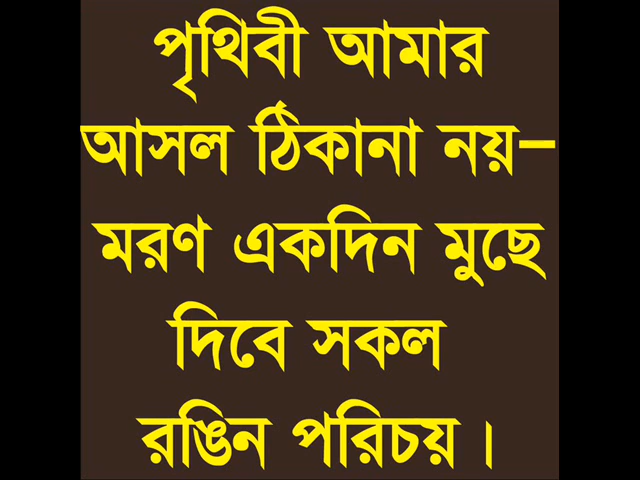 পৃথিবী আমার
আসল ঠিকানা নয়–
মরণ একদিন মুছে
দিবে সকল
রঙিন পরিচয়।